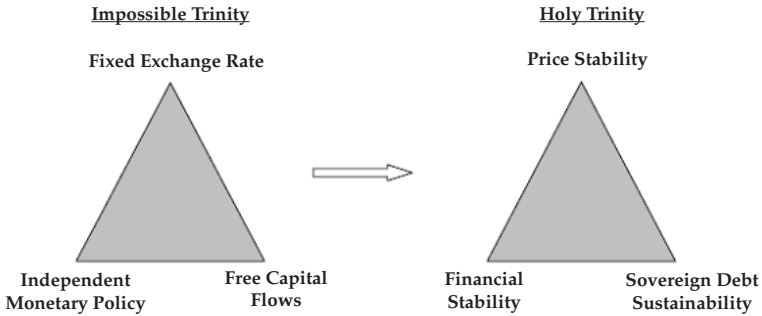 Impossible Trinity
Fixed Exchange Rate
Independent
Monetary Policy
Free Capital
Flows
Holy Trinity
Price Stability
Financial
Stability
Sovereign Debt
Sustainability